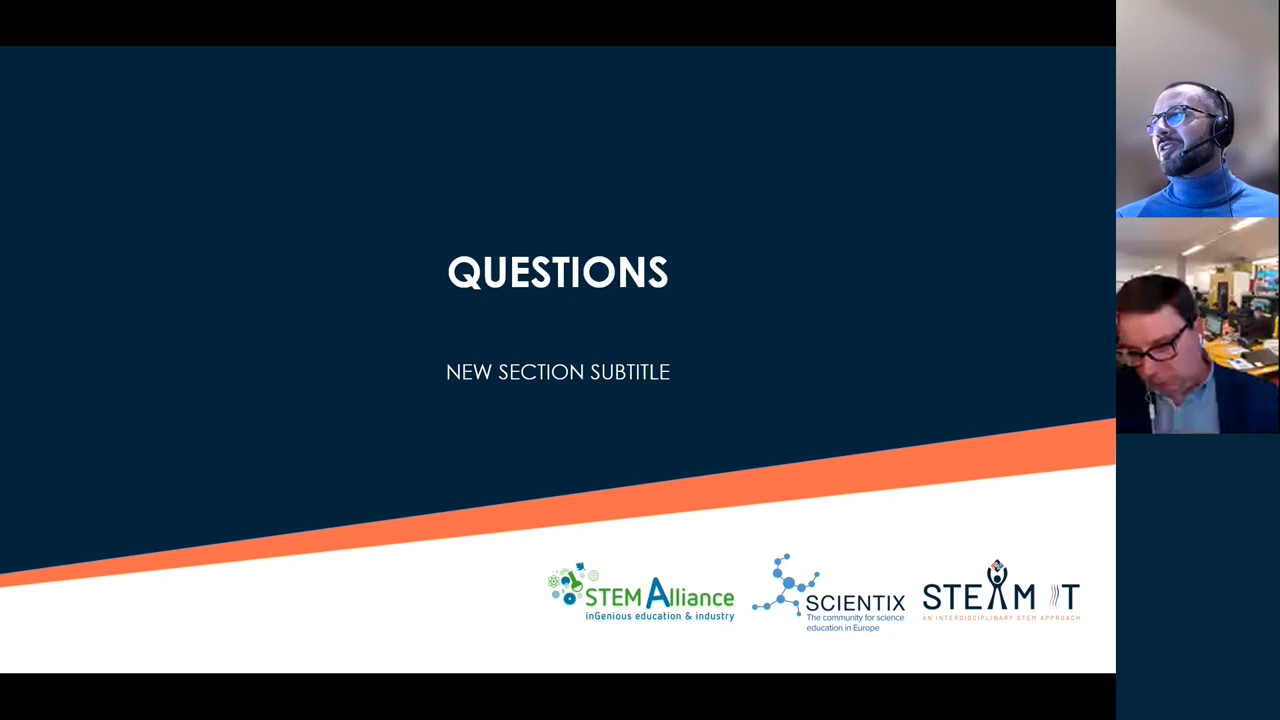 QUESTIONS
NEW SECTION SUBTITLE
STEM Alliance
inGenious education & industry
SCIENTIX
The community for science
education in Europe
STEAM IT
AN INTERDISCIPLINARY STEM APPROACH